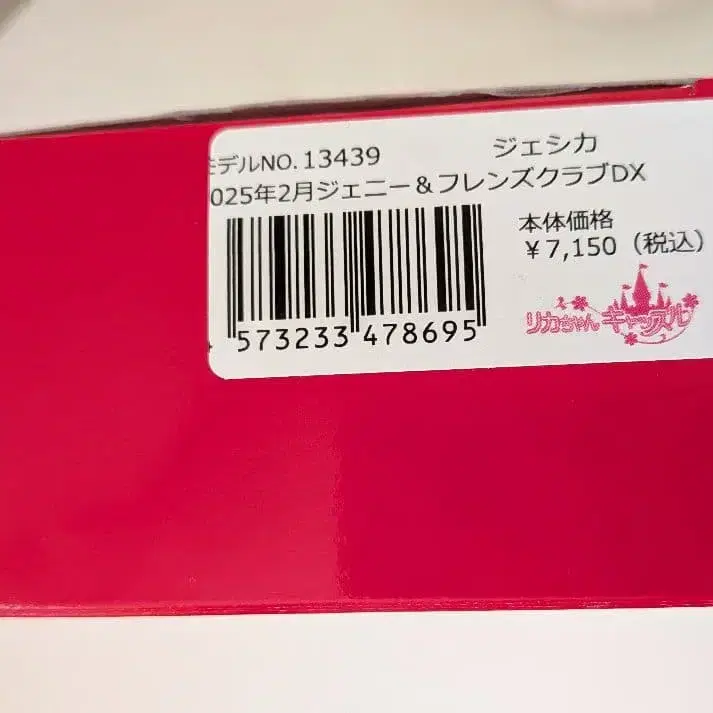 モデルNO. 13439 ジェシカ
025年2月ジェニー＆フレンズクラブDX
本体価格
¥7,150（税込）
573233 478695
リカちゃん キャッスル